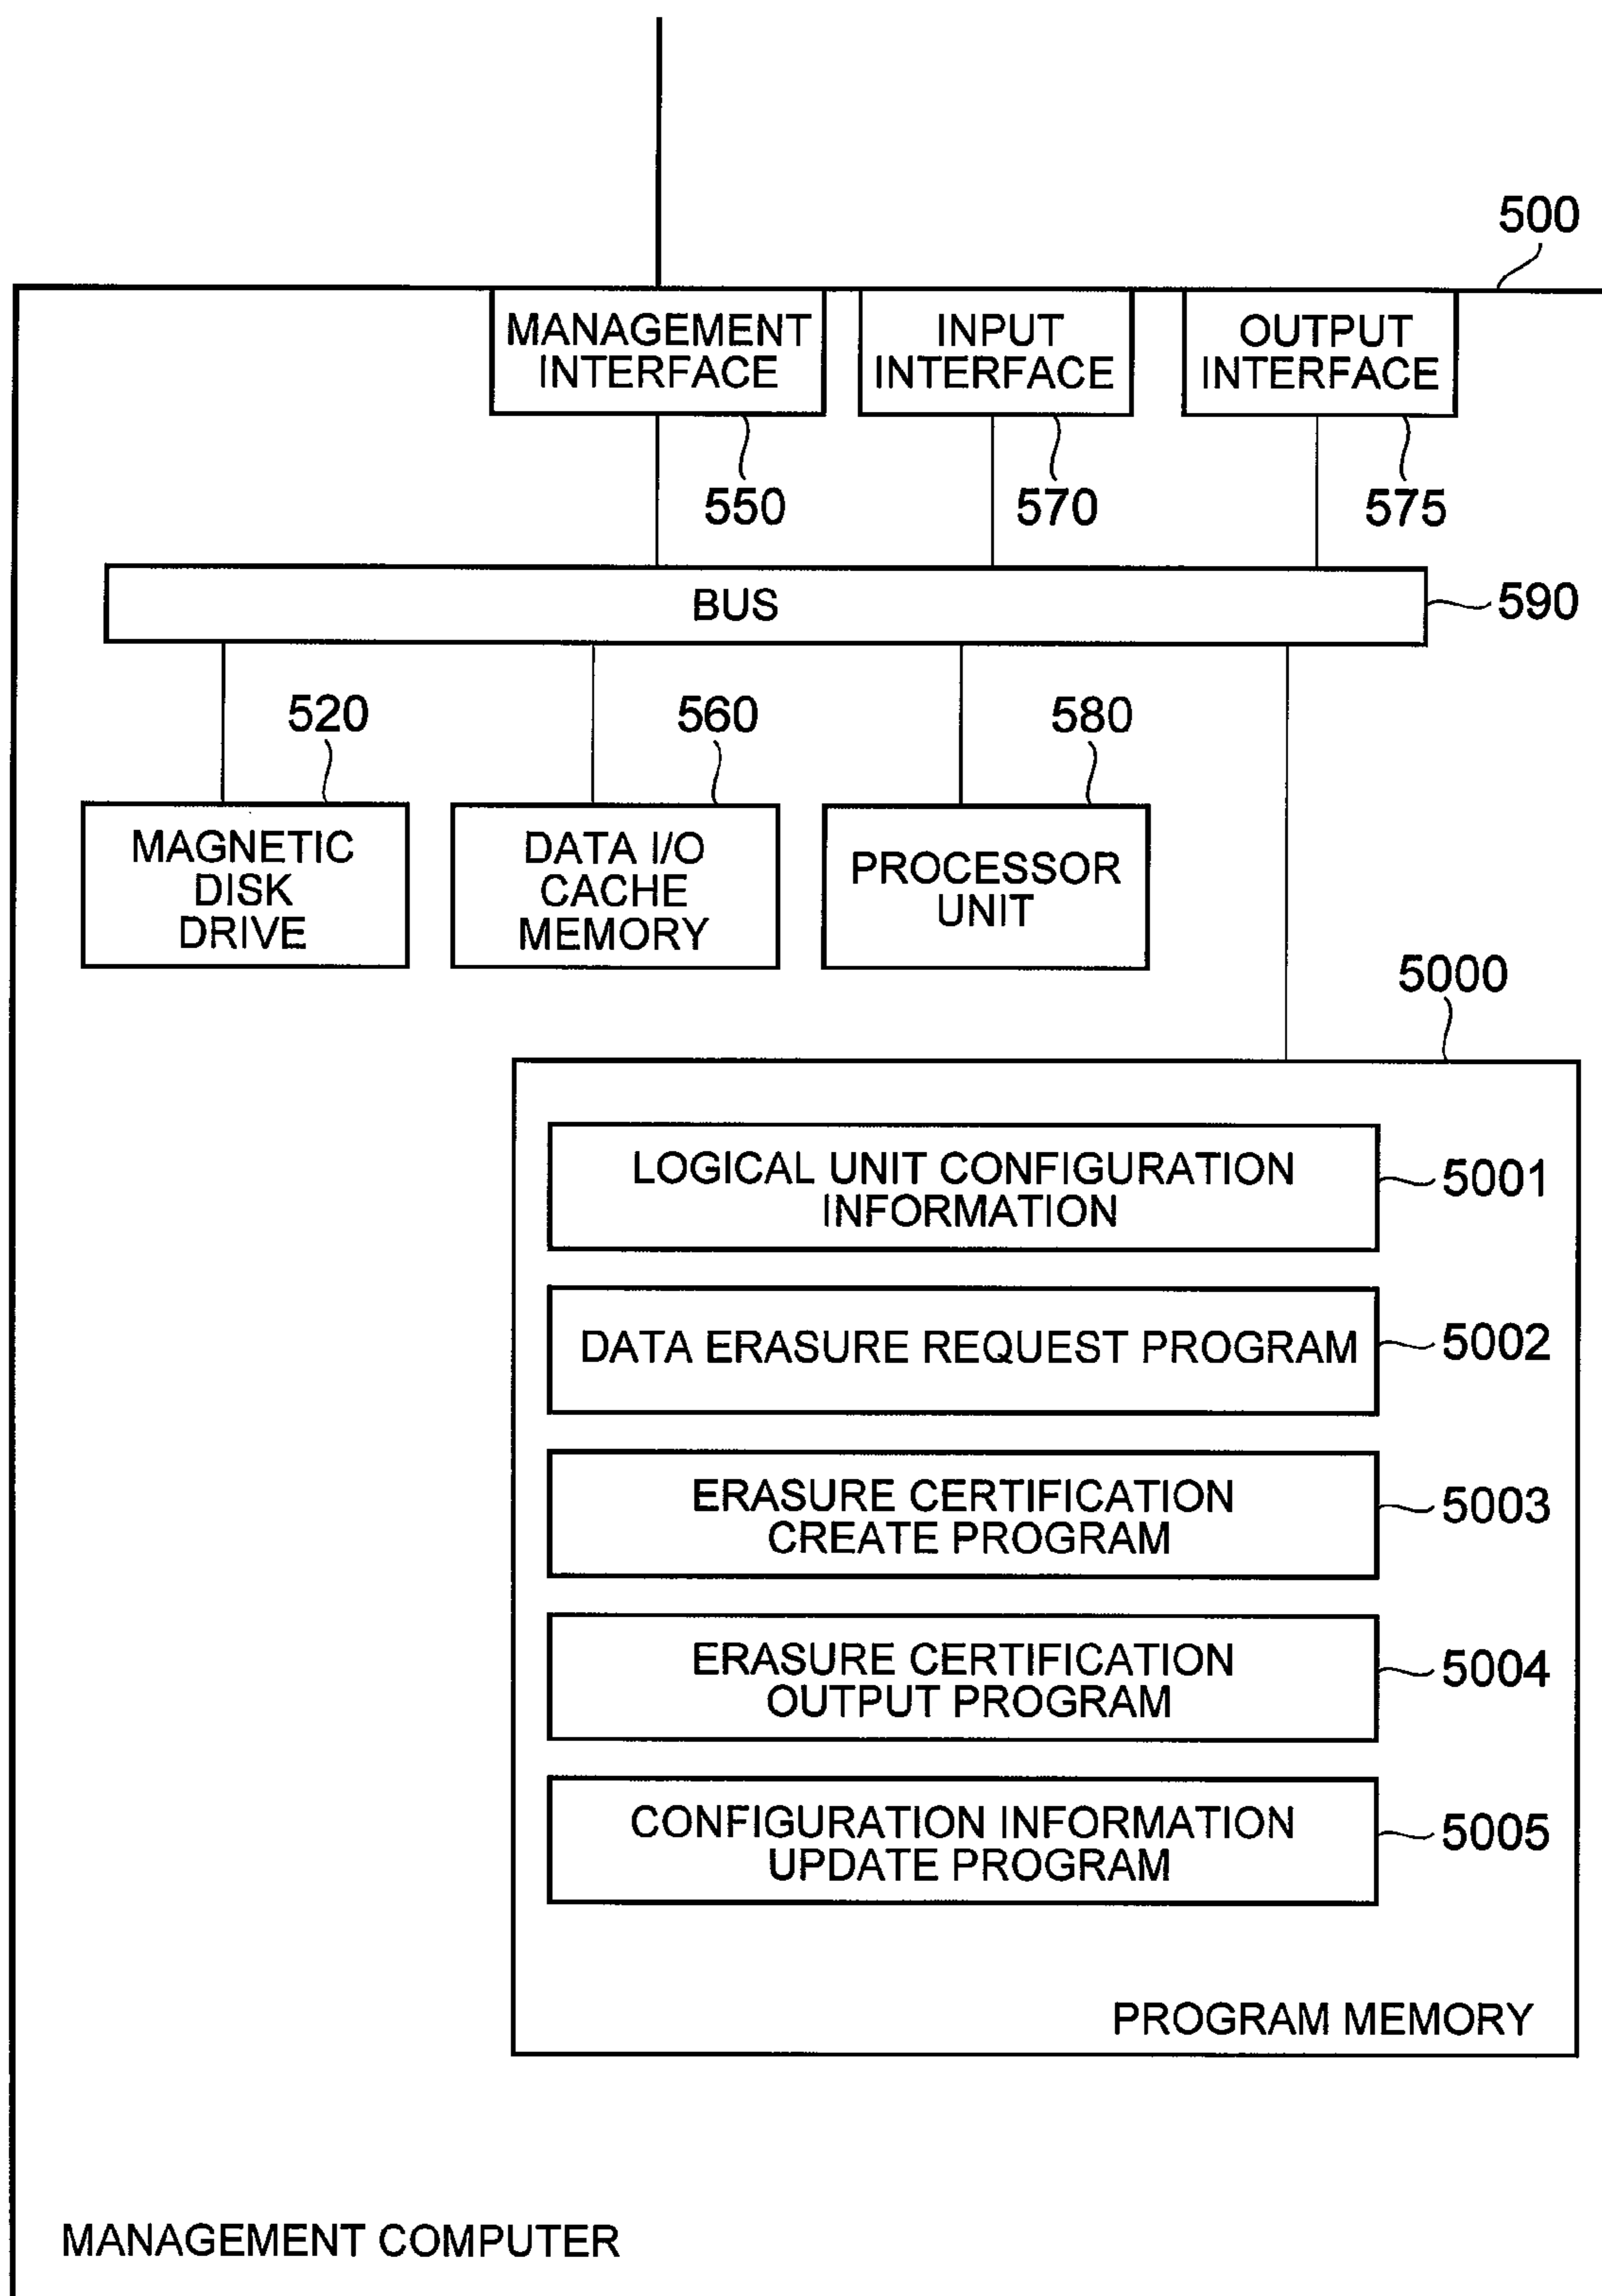 500
MANAGEMENT
INTERFACE
INPUT
INTERFACE
OUTPUT
INTERFACE
550
570
575
BUS
590
520
560
580
MAGNETIC
DISK
DRIVE
DATA I/O
CACHE
MEMORY
PROCESSOR
UNIT
5000
LOGICAL UNIT CONFIGURATION
INFORMATION
5001
DATA ERASURE REQUEST PROGRAM
5002
ERASURE CERTIFICATION
CREATE PROGRAM
5003
ERASURE CERTIFICATION
OUTPUT PROGRAM
5004
CONFIGURATION INFORMATION
UPDATE PROGRAM
5005
PROGRAM MEMORY
MANAGEMENT COMPUTER